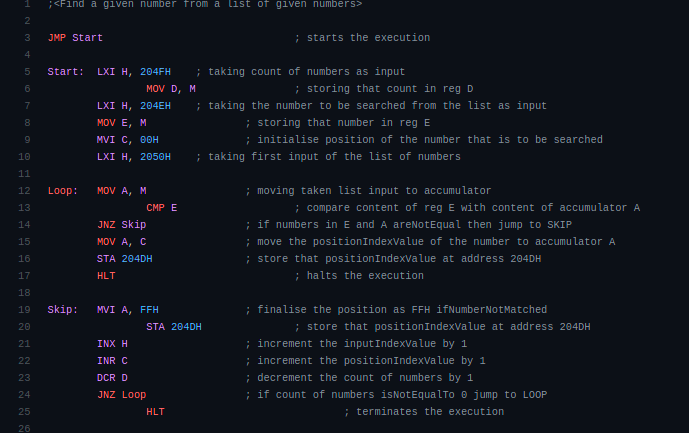 1 ;<Find a given number from a list of given numbers>
2
3 JMP Start ; starts the execution
4
5 Start: LXI H, 204FH ; taking count of numbers as input
6 MOV D, M ; storing that count in reg D
7 LXI H, 204EH ; taking the number to be searched from the list as input
8 MOV E, M ; storing that number in reg E
9 MVI C, 00H ; initialise position of the number that is to be searched
10 LXI H, 2050H ; taking first input of the list of numbers
11
12 Loop: MOV A, M ; moving taken list input to accumulator
13 CMP E ; compare content of reg E with content of accumulator A
14 JNZ Skip ; if numbers in E and A areNotEqual then jump to SKIP
15 MOV A, C ; move the positionIndexValue of the number to accumulator A
16 STA 204DH ; store that positionIndexValue at address 204DH
17 HLT ; halts the execution
18
19 Skip: MVI A, FFH ; finalise the position as FFH ifNumberNotMatched
20 STA 204DH ; store that positionIndexValue at address 204DH
21 INX H ; increment the inputIndexValue by 1
22 INR C ; increment the positionIndexValue by 1
23 DCR D ; decrement the count of numbers by 1
24 JNZ Loop ; if count of numbers isNotEqualTo 0 jump to LOOP
25 HLT ; terminates the execution
26